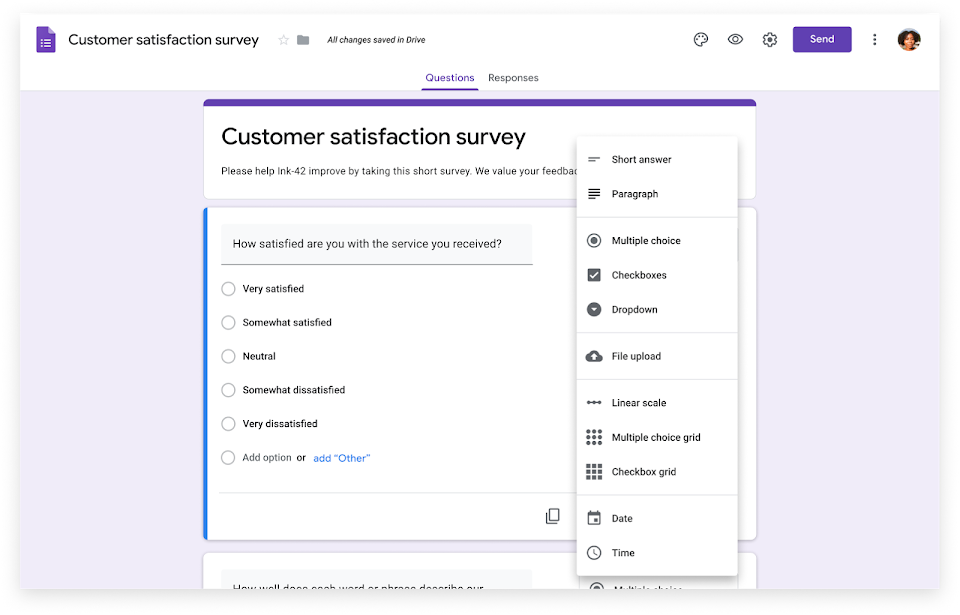 Customer satisfaction survey
All changes saved in Drive
Send
Questions
Responses
Customer satisfaction survey
Please help Ink-42 improve by taking this short survey. We value your
How satisfied are you with the service you received?
Very satisfied
Somewhat satisfied
Neutral
Somewhat dissatisfied
Very dissatisfied
Add option or add “Other”
Short answer
Paragraph
Multiple choice
Checkboxes
Dropdown
File upload
Linear scale
Multiple choice grid
Checkbox grid
Date
Time
How well does each word or phrase describe our
Multiple choice